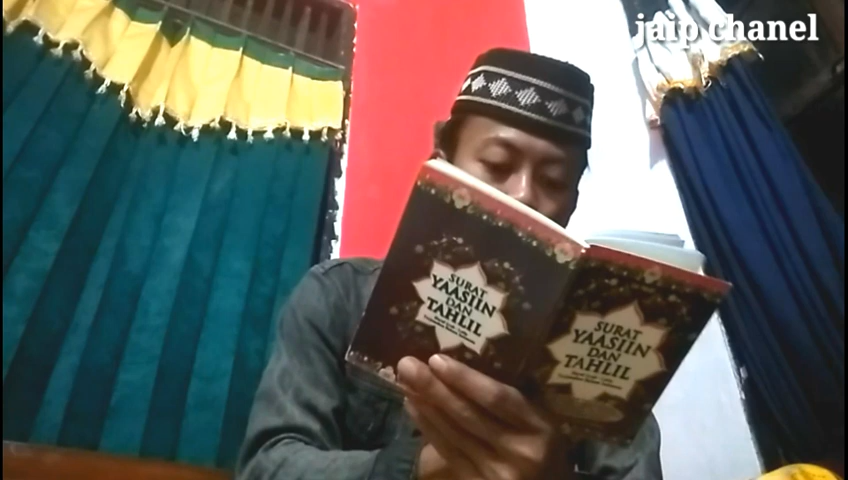 jaip chanel
SURAT
YAASIIN
DAN
TAHLIL
SURAT
YAASIIN
DAN
TAHLIL